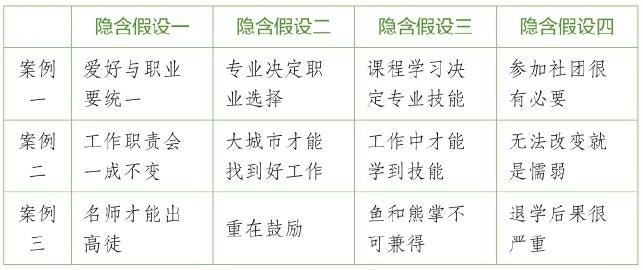 隐含假设一 隐含假设二 隐含假设三 隐含假设四
案例 爱好与职业 专业决定职 课程学习决 参加社团很
一 要统一 业选择 定专业技能 有必要
案例 工作职责会 大城市才能 工作中才能 无法改变就
二 一成不变 找到好工作 学到技能 是懦弱
案例 名师才能出 重在鼓励 鱼和熊掌不 退学后果很
三 高徒 可兼得 严重